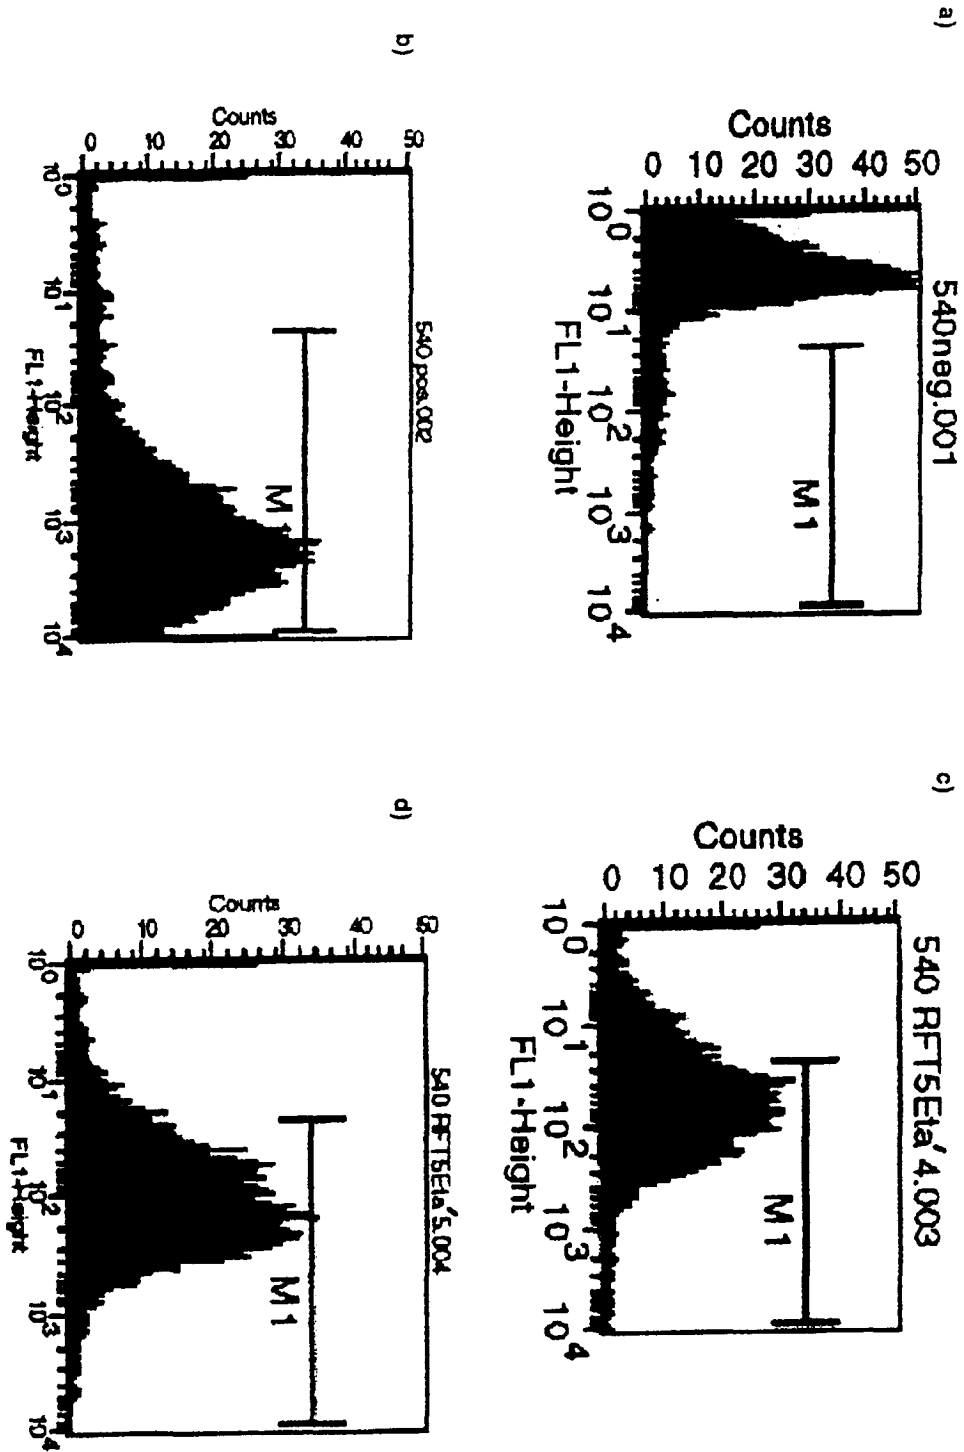 a)
540neg.001
Counts
0 10 20 30 40 50
M1
10^0 10^1 10^2 10^3 10^4
FL1-Height
b)
540 pos.002
Counts
0 10 20 30 40 50
M1
10^0 10^1 10^2 10^3 10^4
FL1-Height
c)
540 RFT5Eta'4.003
Counts
0 10 20 30 40 50
M1
10^0 10^1 10^2 10^3 10^4
FL1-Height
d)
540 RFT5Eta'5.004
Counts
0 10 20 30 40 50
M1
10^0 10^1 10^2 10^3 10^4
FL1-Height